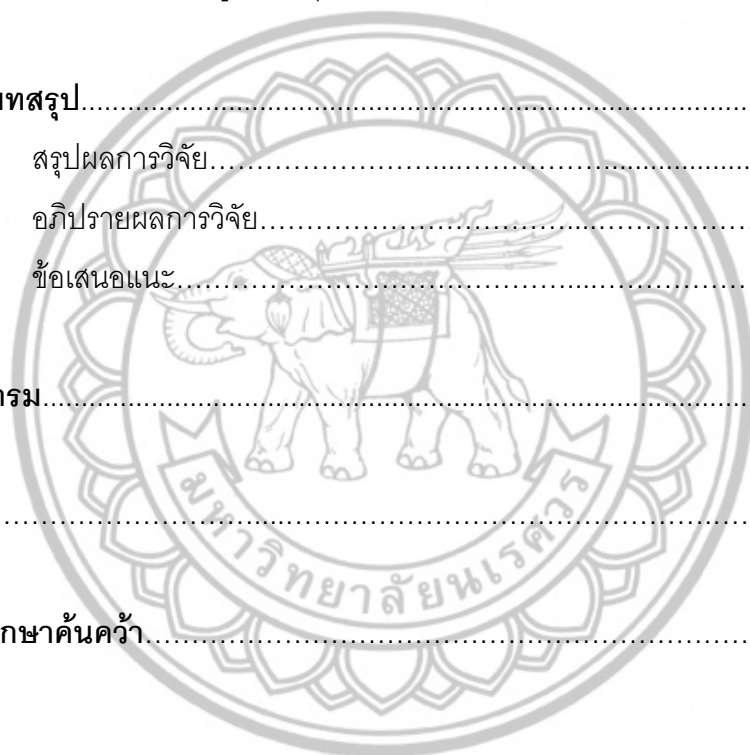 บทสรุป................................................................................
สรุปผลการวิจัย……………………...………………...................
อภิปรายผลการวิจัย…………………………...………………
ข้อเสนอแนะ……………………………………...………………
รม................................................................................
…………………………...……………………………………………
กษาค้นคว้า……………………………………………………………
มหาวิทยาลัยนเรศวร